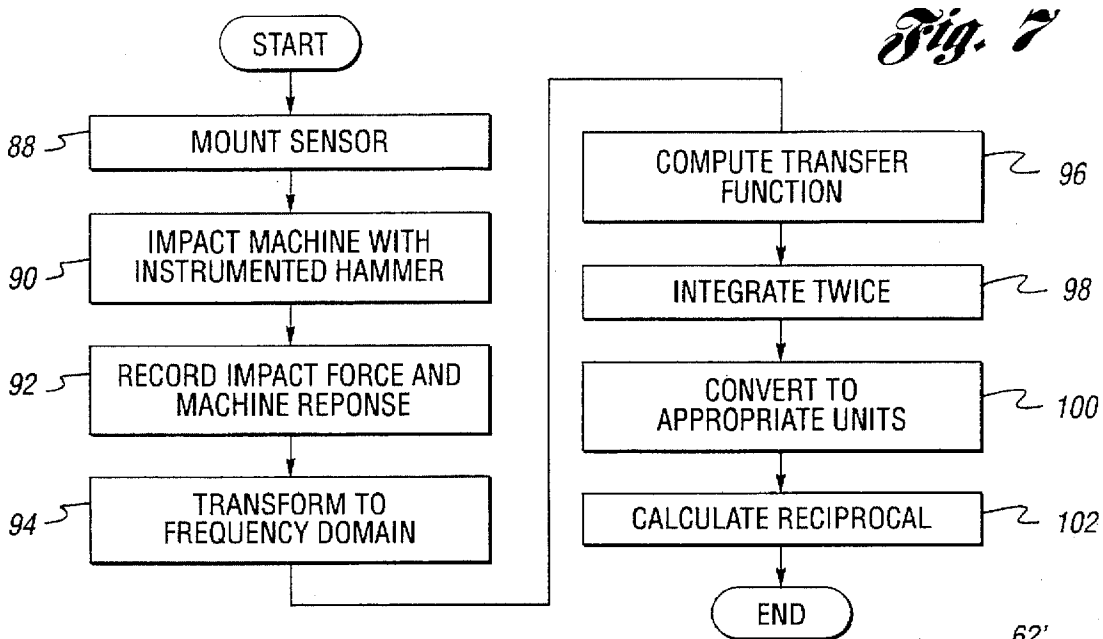 Fig. 7
START
88
MOUNT SENSOR
90
IMPACT MACHINE WITH
INSTRUMENTED HAMMER
92
RECORD IMPACT FORCE AND
MACHINE REPONSE
94
TRANSFORM TO
FREQUENCY DOMAIN
COMPUTE TRANSFER
FUNCTION
96
INTEGRATE TWICE
98
CONVERT TO
APPROPRIATE UNITS
100
CALCULATE RECIPROCAL
102
END
62'